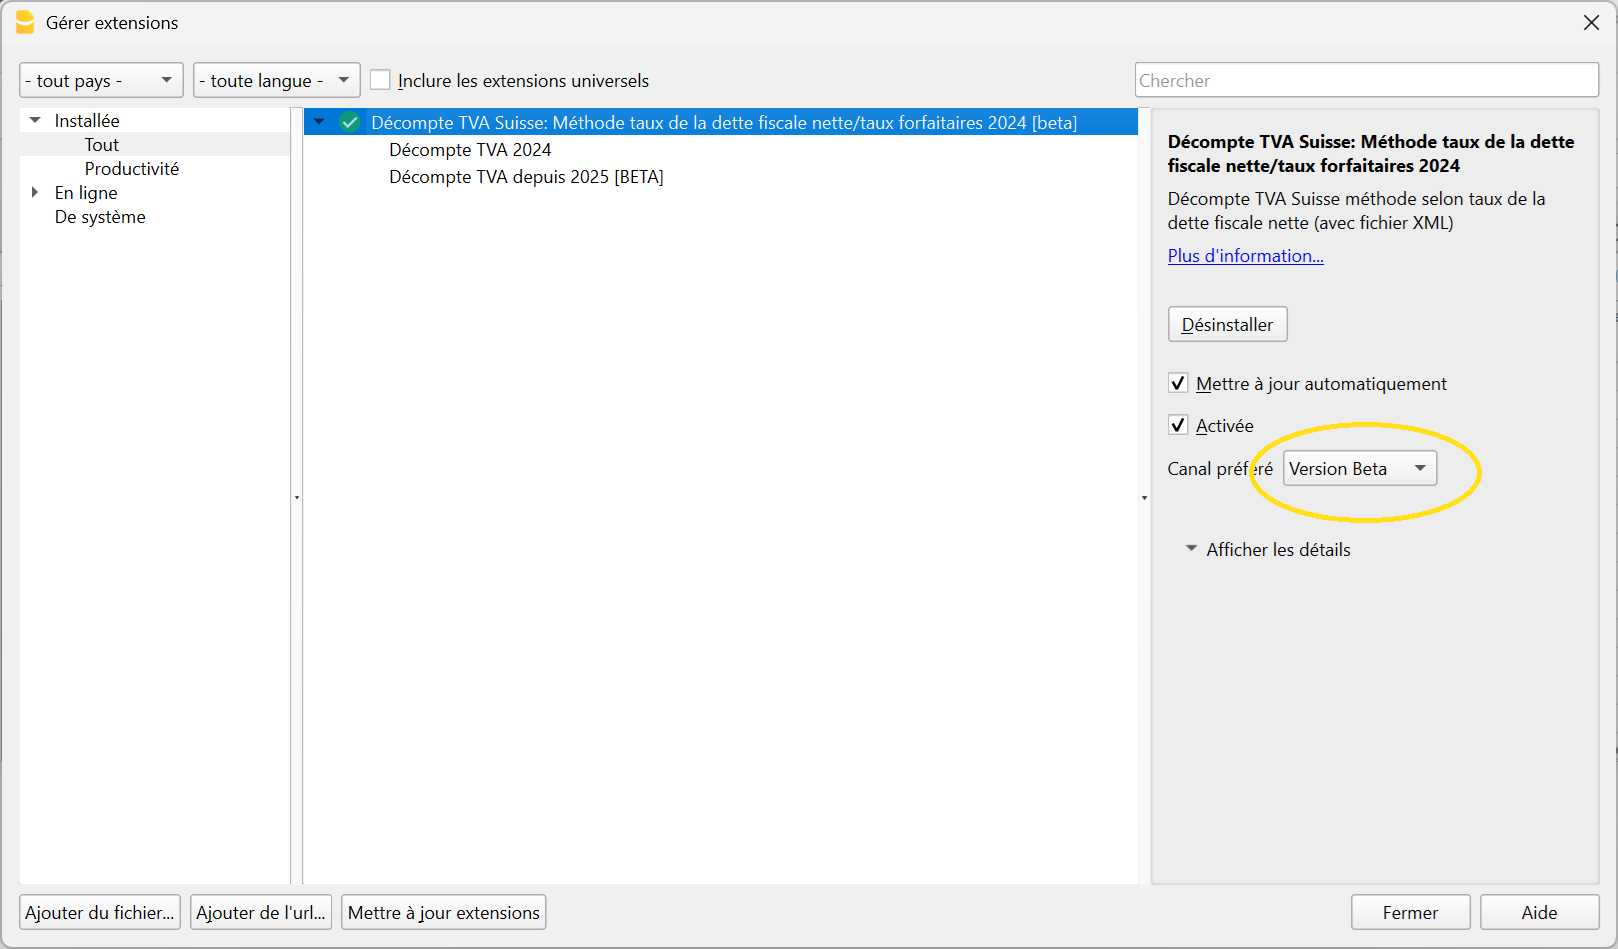 Gérer extensions
- tout pays -
- toute langue -
Inclure les extensions universels
Chercher
Installée
Tout
Productivité
En ligne
De système
Décompte TVA Suisse: Méthode taux de la dette fiscale nette/taux forfaitaires 2024 [beta]
Décompte TVA 2024
Décompte TVA depuis 2025 [BETA]
Décompte TVA Suisse: Méthode taux de la dette
fiscale nette/taux forfaitaires 2024
Décompte TVA Suisse méthode selon taux de la
dette fiscale nette (avec fichier XML)
Plus d'information...
Désinstaller
Mettre à jour automatiquement
Activée
Canal préféré Version Beta
Afficher les détails
Ajouter du fichier...
Ajouter de l'url...
Mettre à jour extensions
Fermer
Aide